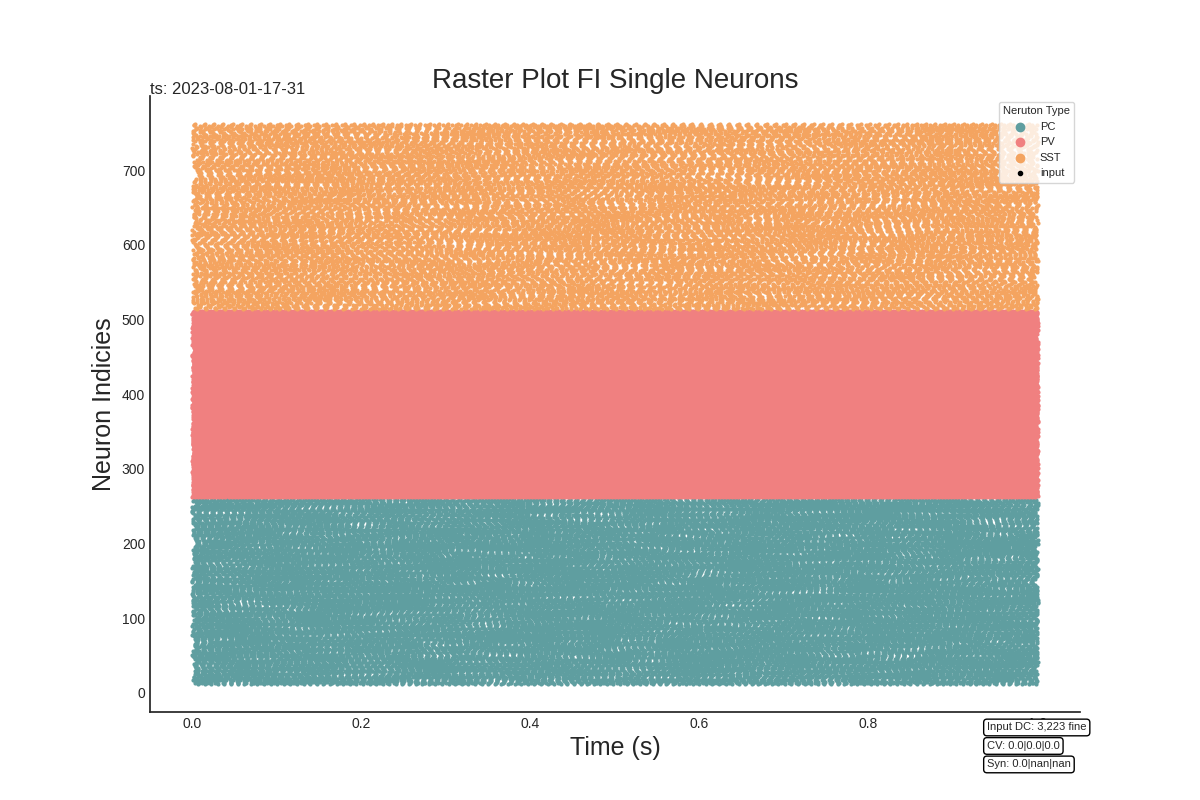 Raster Plot FI Single Neurons
ts: 2023-08-01-17-31
Neruton Type
PC
PV
SST
input
Neuron Indicies
700
600
500
400
300
200
100
0
0.0 0.2 0.4 0.6 0.8
Time (s)
Input DC: 3,223 fine
CV: 0.0|0.0|0.0
Syn: 0.0|nan|nan